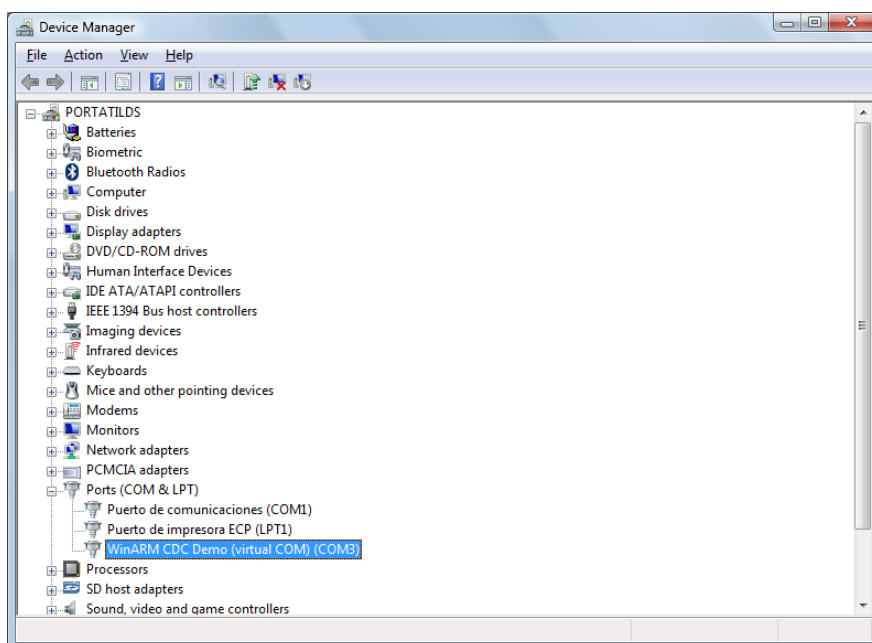 Device Manager
File Action View Help
PORTATILDS
Batteries
Biometric
Bluetooth Radios
Computer
Disk drives
Display adapters
DVD/CD-ROM drives
Human Interface Devices
IDE ATA/ATAPI controllers
IEEE 1394 Bus host controllers
Imaging devices
Infrared devices
Keyboards
Mice and other pointing devices
Modems
Monitors
Network adapters
PCMCIA adapters
Ports (COM & LPT)
Puerto de comunicaciones (COM1)
Puerto de impresora ECP (LPT1)
WinARM CDC Demo (virtual COM) (COM3)
Processors
SD host adapters
Sound, video and game controllers